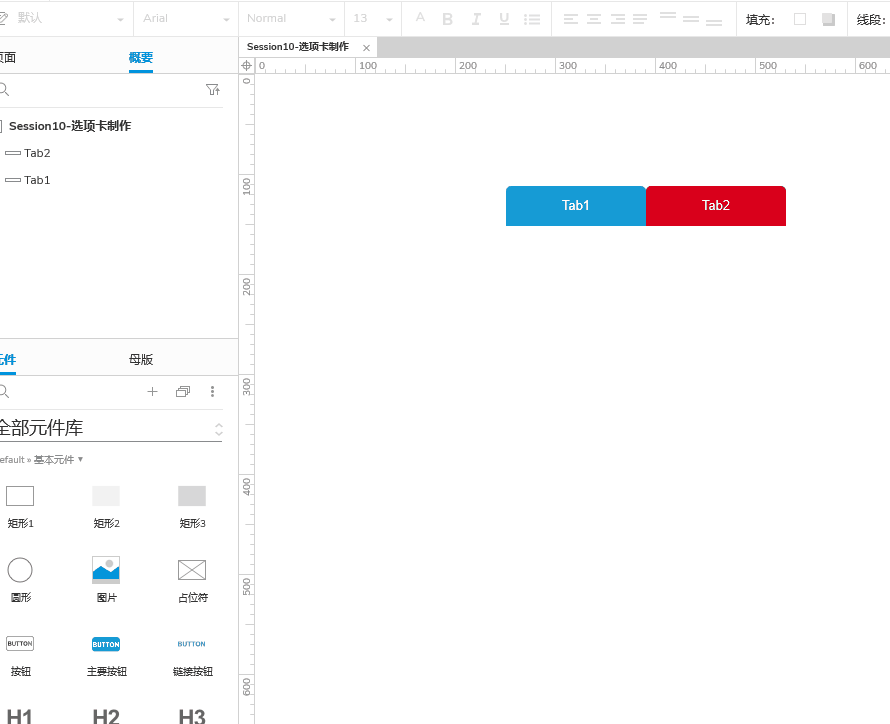 默认 Arial Normal 13 A B I U 填充: 线段:
Session10-选项卡制作
页面 概要
0 100 200 300 400 500 600
Session10-选项卡制作
Tab2
Tab1
0
100
200
300
400
500
600
Tab1 Tab2
元件 母版
全部元件库
efault » 基本元件 ▾
矩形1 矩形2 矩形3
圆形 图片 占位符
BUTTON BUTTON BUTTON
按钮 主要按钮 链接按钮
H1 H2 H3